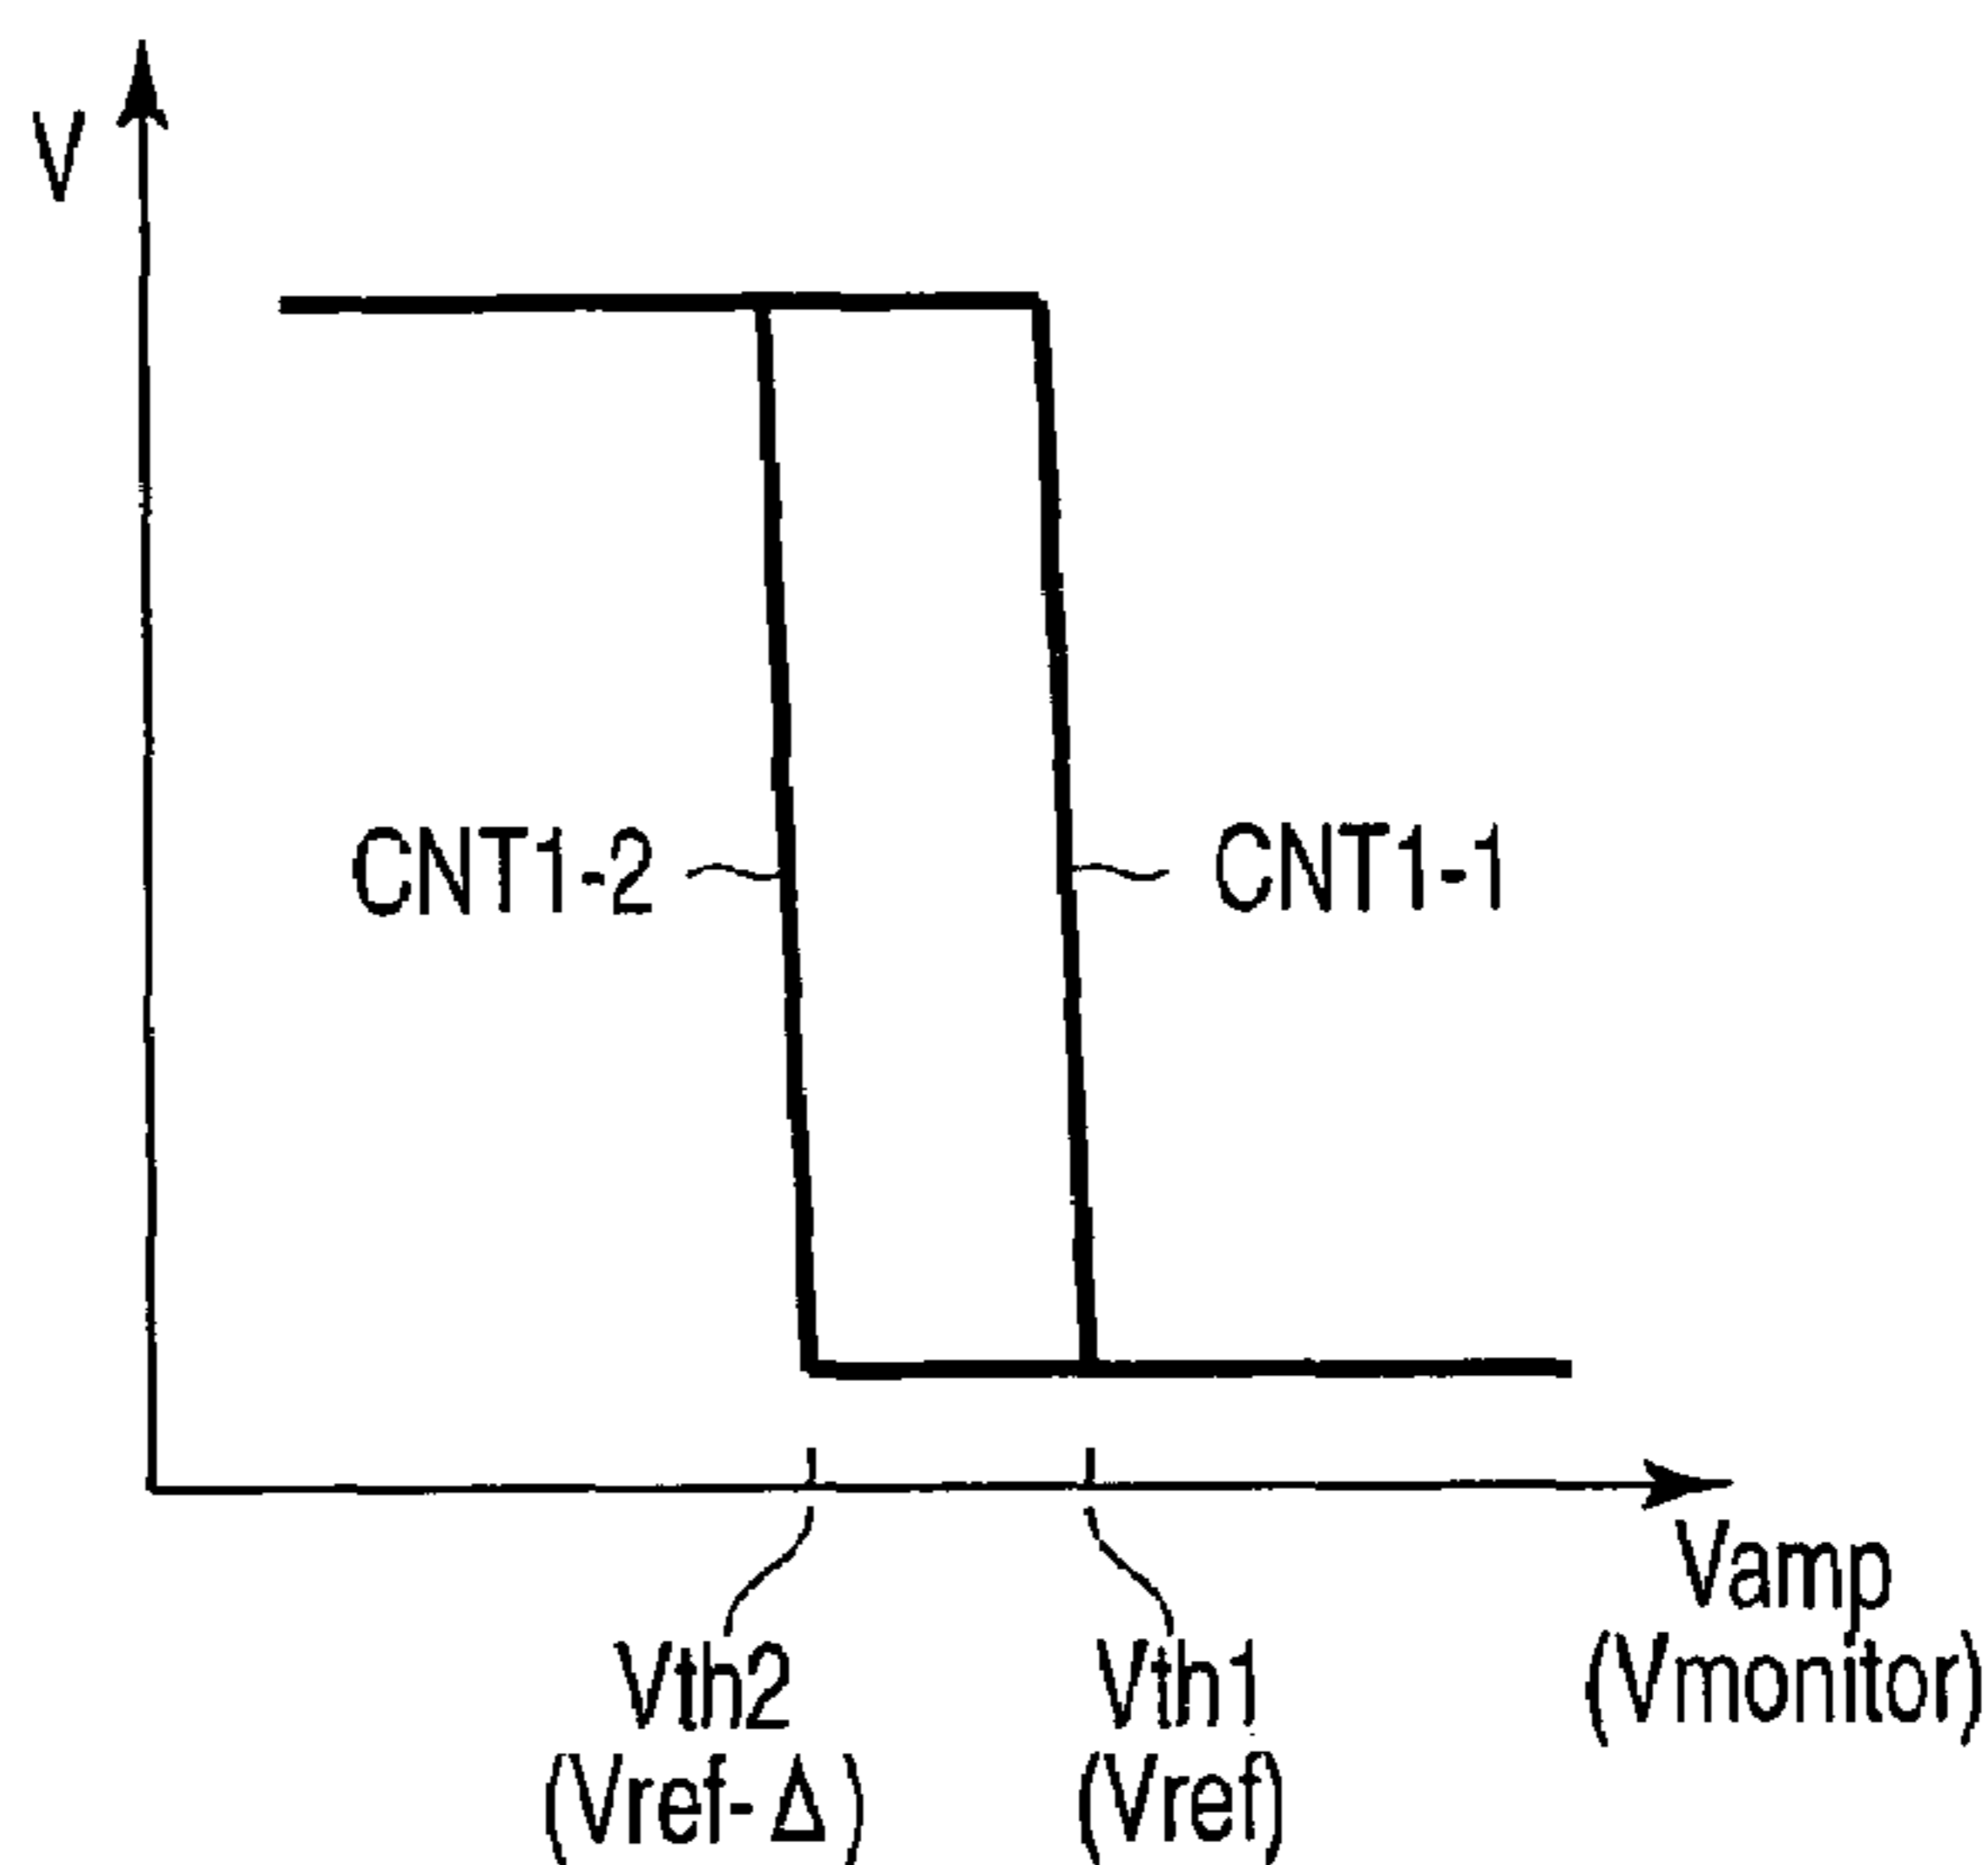 V
CNT1-2
CNT1-1
Vamp
(Vmonitor)
Vth2
(Vref-Δ)
Vth1
(Vref)